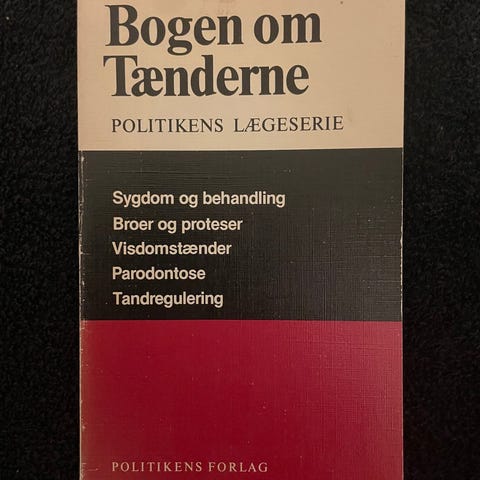 Bogen om
Tænderne
POLITIKENS LÆGESERIE
Sygdom og behandling
Broer og proteser
Visdomstænder
Parodontose
Tandregulering
POLITIKENS FORLAG